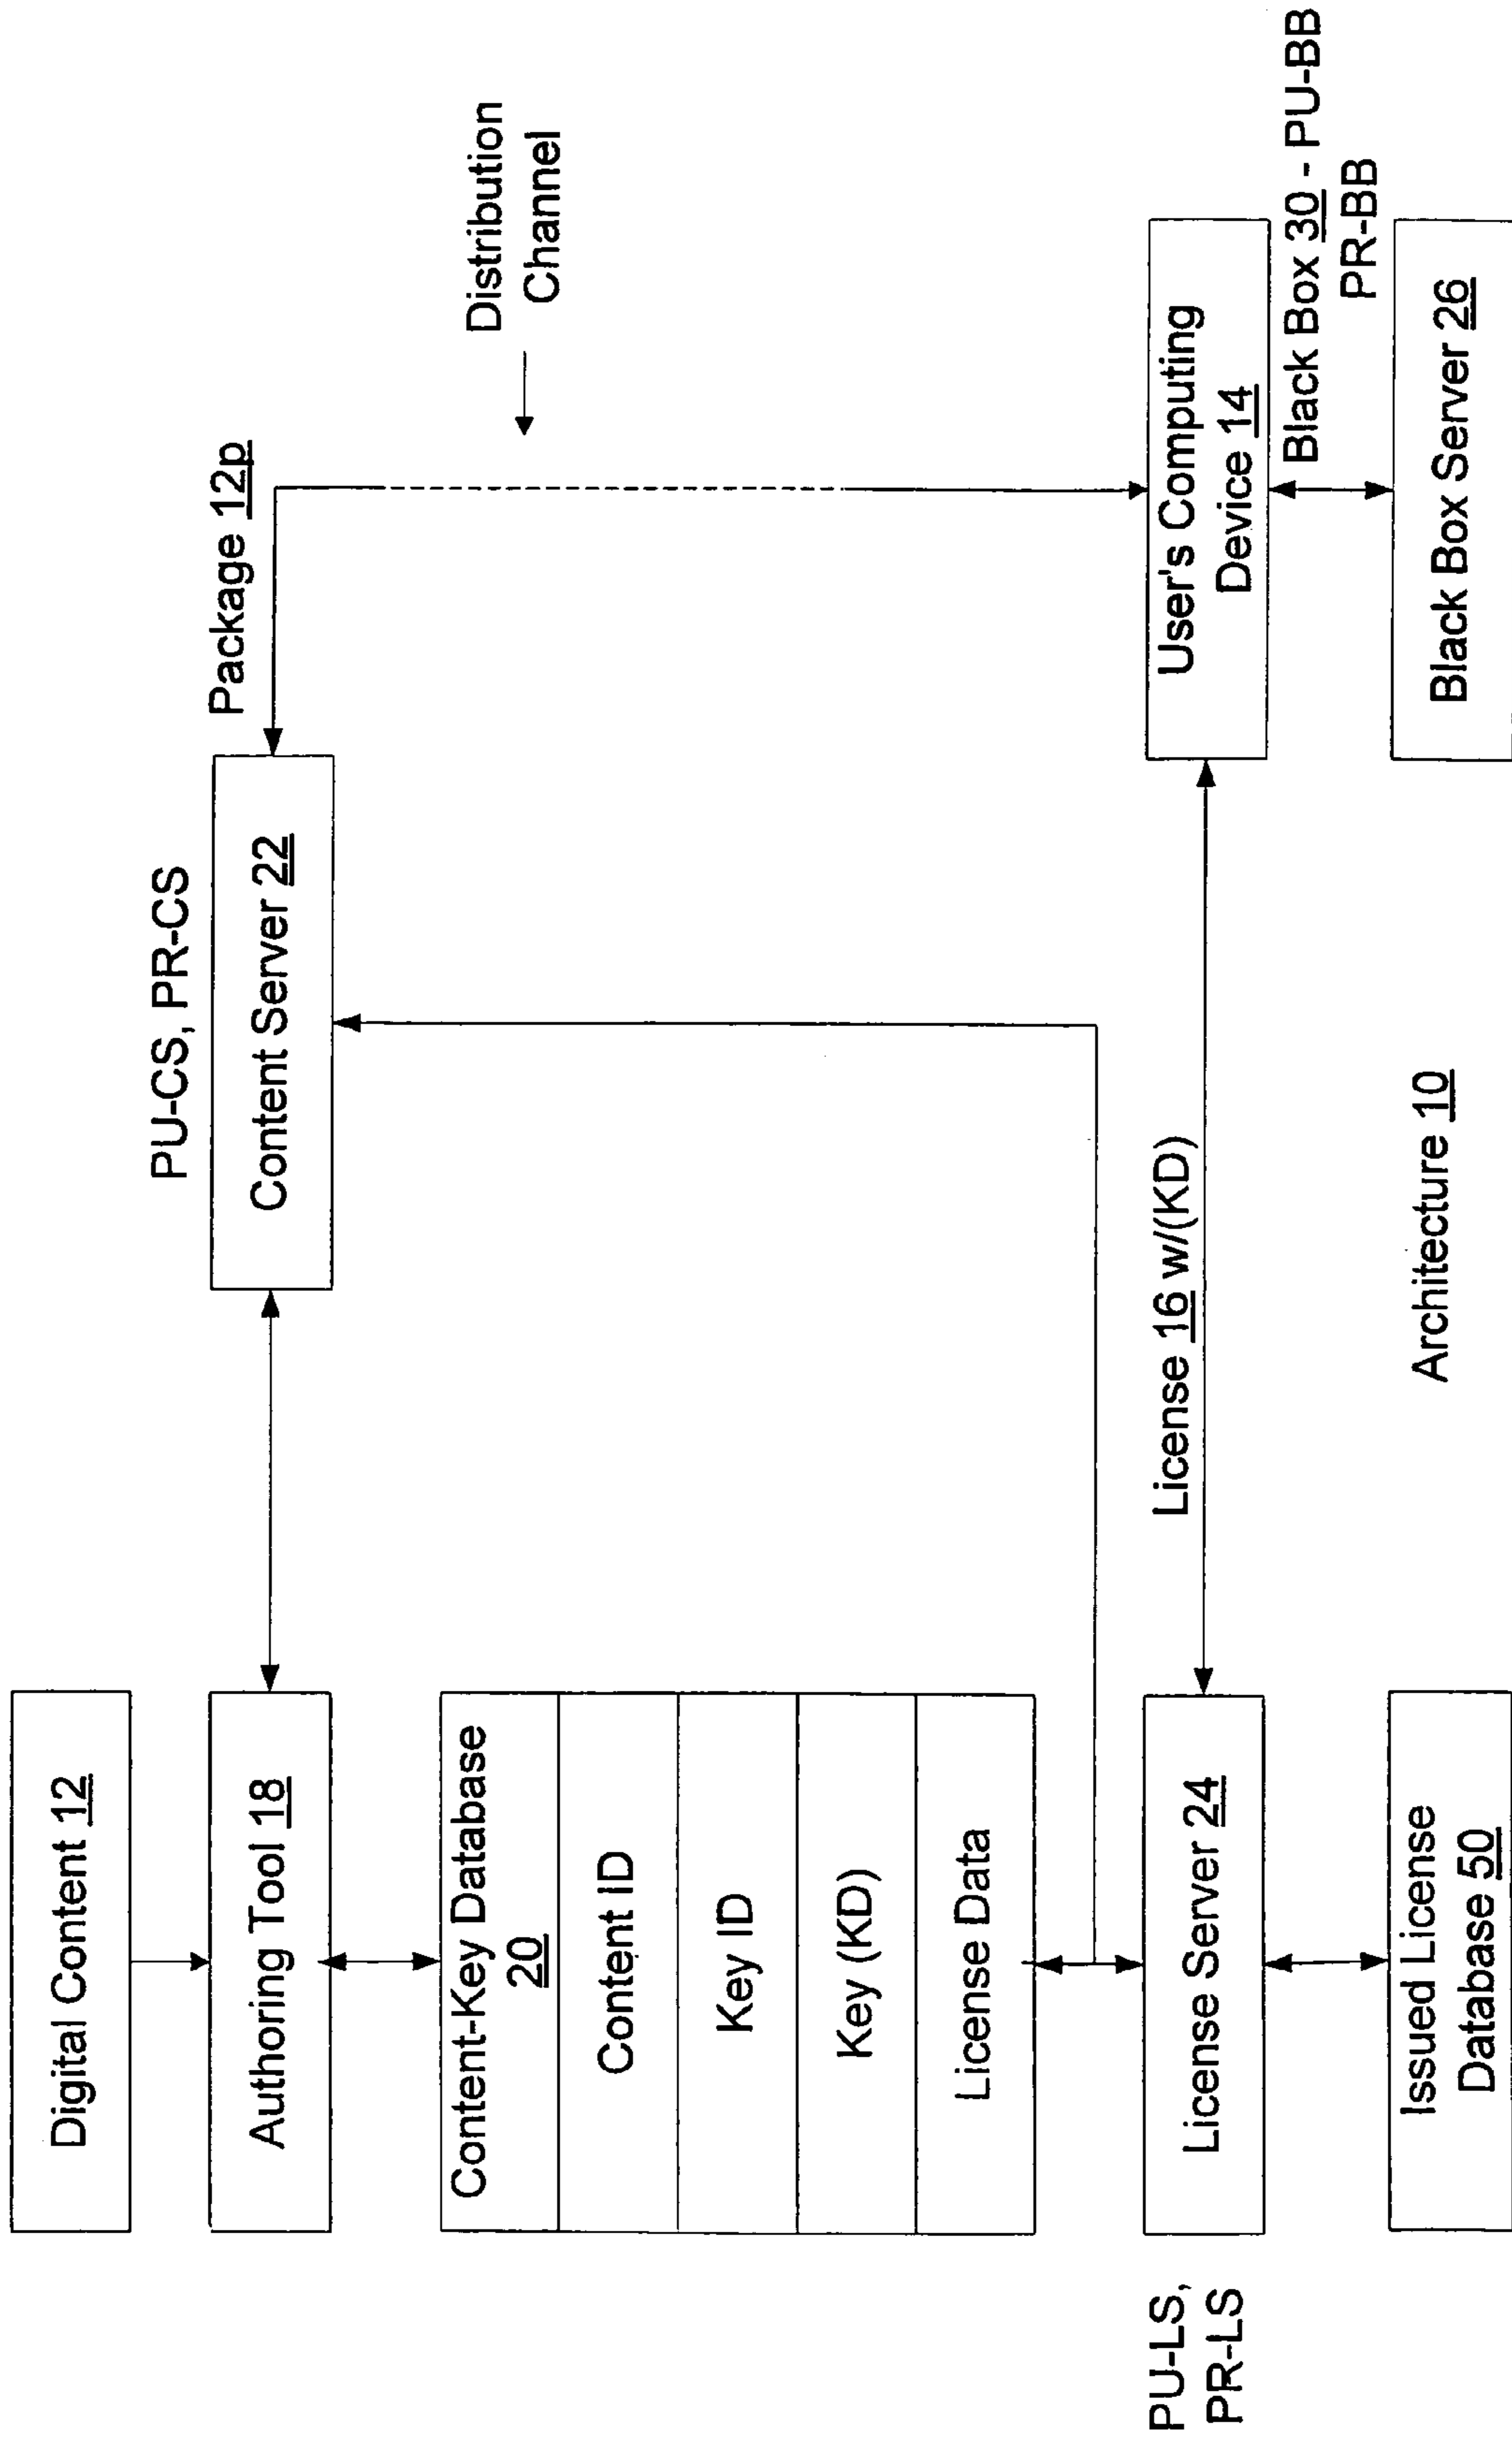 Digital Content 12
Authoring Tool 18
Content-Key Database
20
Content ID
Key ID
Key (KD)
License Data
PU-LS,
PR-LS
License Server 24
Issued License
Database 50
PU-CS, PR-CS
Content Server 22
Package 12p
Distribution
Channel
License 16 w/(KD)
User's Computing
Device 14
Black Box 30 - PU-BB
PR-BB
Black Box Server 26
Architecture 10